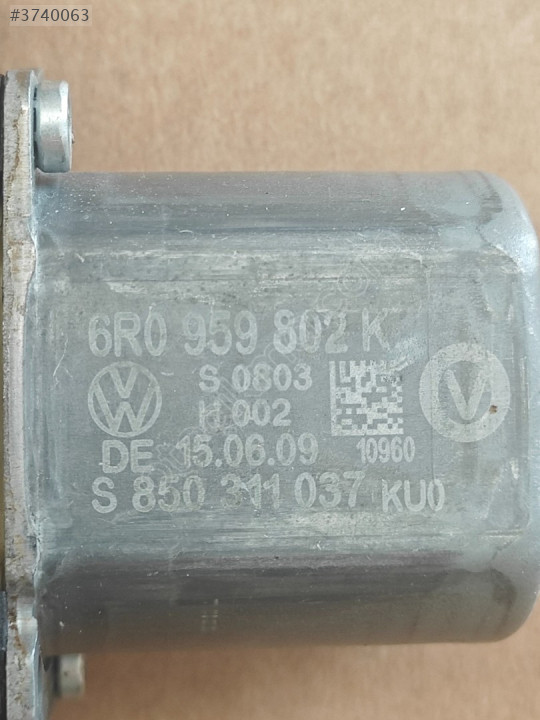 #3740063
6R0 959 802 K
S 0803
H 002
DE 15.06.09
10960
S 850 311 037 KU0